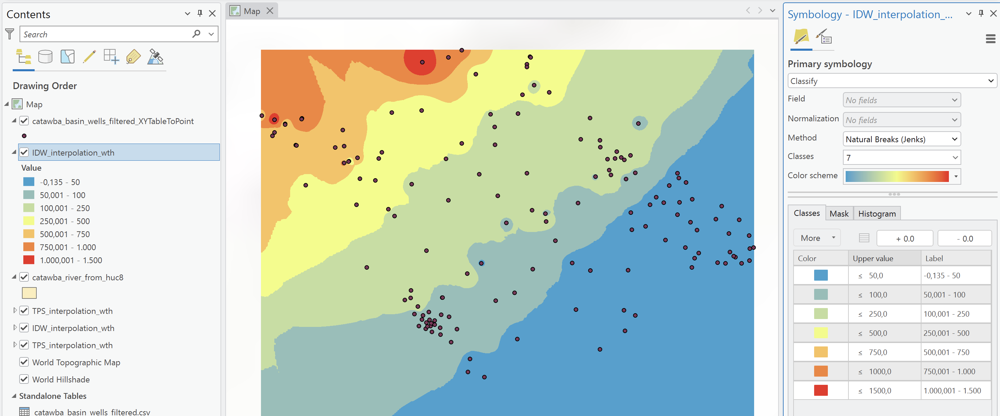 Contents
Search
Drawing Order
Map
catawba_basin_wells_filtered_XYTableToPoint
IDW_interpolation_wth
Value
-0,135 - 50
50,001 - 100
100,001 - 250
250,001 - 500
500,001 - 750
750,001 - 1.000
1.000,001 - 1.500
catawba_river_from_huc8
TPS_interpolation_wth
IDW_interpolation_wth
TPS_interpolation_wth
World Topographic Map
World Hillshade
Standalone Tables
catawba_basin_wells_filtered.csv
Map
Symbology - IDW_interpolation_...
Primary symbology
Classify
Field No fields
Normalization No fields
Method Natural Breaks (Jenks)
Classes 7
Color scheme
Classes Mask Histogram
More + 0.0 - 0.0
Color Upper value Label
≤ 50,0 -0,135 - 50
≤ 100,0 50,001 - 100
≤ 250,0 100,001 - 250
≤ 500,0 250,001 - 500
≤ 750,0 500,001 - 750
≤ 1000,0 750,001 - 1.000
≤ 1500,0 1.000,001 - 1.500